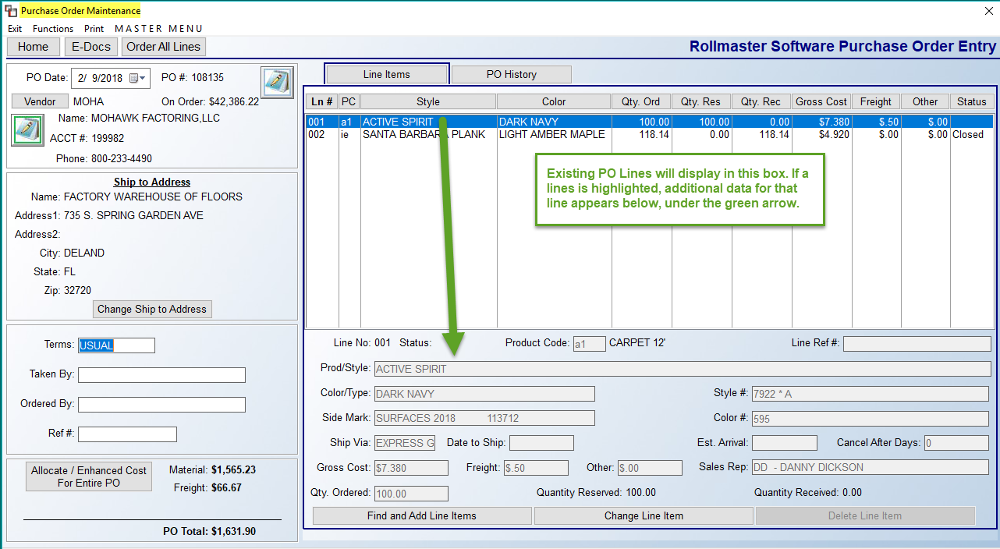 Purchase Order Maintenance
Exit Functions Print MASTER MENU
Home E-Docs Order All Lines
Rollmaster Software Purchase Order Entry
PO Date: 2/ 9/2018 PO #: 108135
Vendor MOHA On Order: $42,386.22
Name: MOHAWK FACTORING,LLC
ACCT #: 199982
Phone: 800-233-4490
Ship to Address
Name: FACTORY WAREHOUSE OF FLOORS
Address1: 735 S. SPRING GARDEN AVE
Address2:
City: DELAND
State: FL
Zip: 32720
Change Ship to Address
Terms: USUAL
Taken By:
Ordered By:
Ref #:
Allocate / Enhanced Cost
For Entire PO
Material: $1,565.23
Freight: $66.67
PO Total: $1,631.90
Line Items PO History
Ln # PC Style Color Qty. Ord Qty. Res Qty. Rec Gross Cost Freight Other Status
001 a1 ACTIVE SPIRIT DARK NAVY 100.00 100.00 0.00 $7.380 $.50 $.00
002 ie SANTA BARBARA PLANK LIGHT AMBER MAPLE 118.14 0.00 118.14 $4.920 $.00 $.00 Closed
Existing PO Lines will display in this box. If a
lines is highlighted, additional data for that
line appears below, under the green arrow.
Line No: 001 Status: Product Code: a1 CARPET 12' Line Ref #:
Prod/Style: ACTIVE SPIRIT
Color/Type: DARK NAVY Style #: 7922 * A
Side Mark: SURFACES 2018 113712 Color #: 595
Ship Via: EXPRESS G Date to Ship: Est. Arrival: Cancel After Days: 0
Gross Cost: $7.380 Freight: $.50 Other: $.00 Sales Rep: DD - DANNY DICKSON
Qty. Ordered: 100.00 Quantity Reserved: 100.00 Quantity Received: 0.00
Find and Add Line Items Change Line Item Delete Line Item